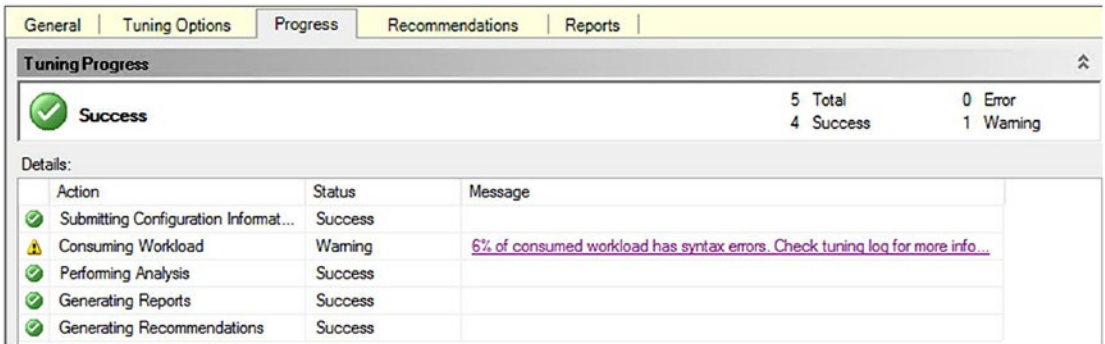 General Tuning Options Progress Recommendations Reports
Tuning Progress
Success
5 Total 0 Error
4 Success 1 Warning
Details:
Action Status Message
Submitting Configuration Informat... Success
Consuming Workload Warning 6% of consumed workload has syntax errors. Check tuning log for more info...
Performing Analysis Success
Generating Reports Success
Generating Recommendations Success